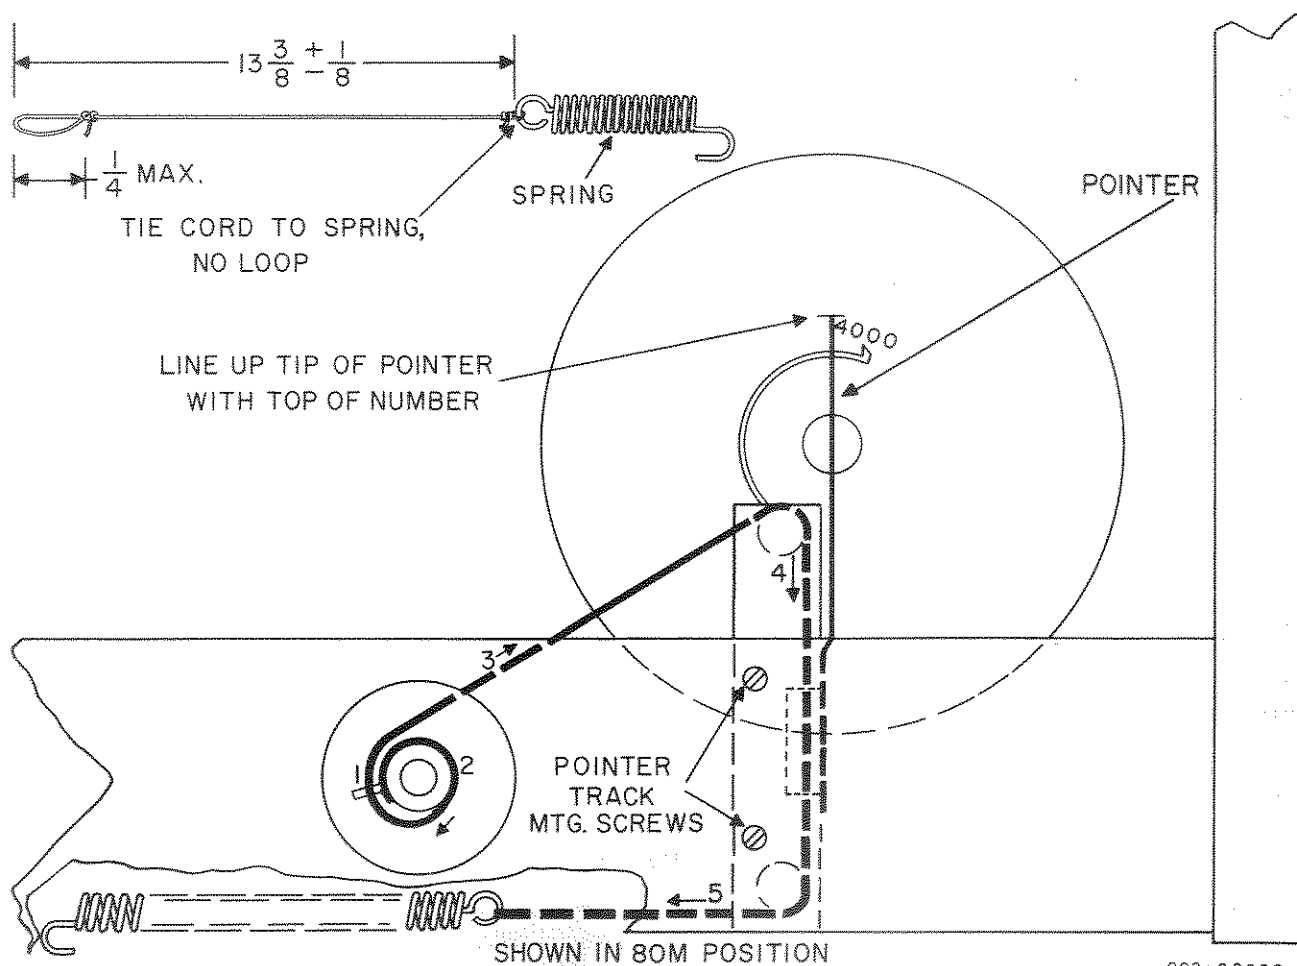 13 3/8 ± 1/8
1/4 MAX.
TIE CORD TO SPRING,
NO LOOP
SPRING
POINTER
4000
LINE UP TIP OF POINTER
WITH TOP OF NUMBER
4
3
1
2
POINTER
TRACK
MTG. SCREWS
5
SHOWN IN 80M POSITION